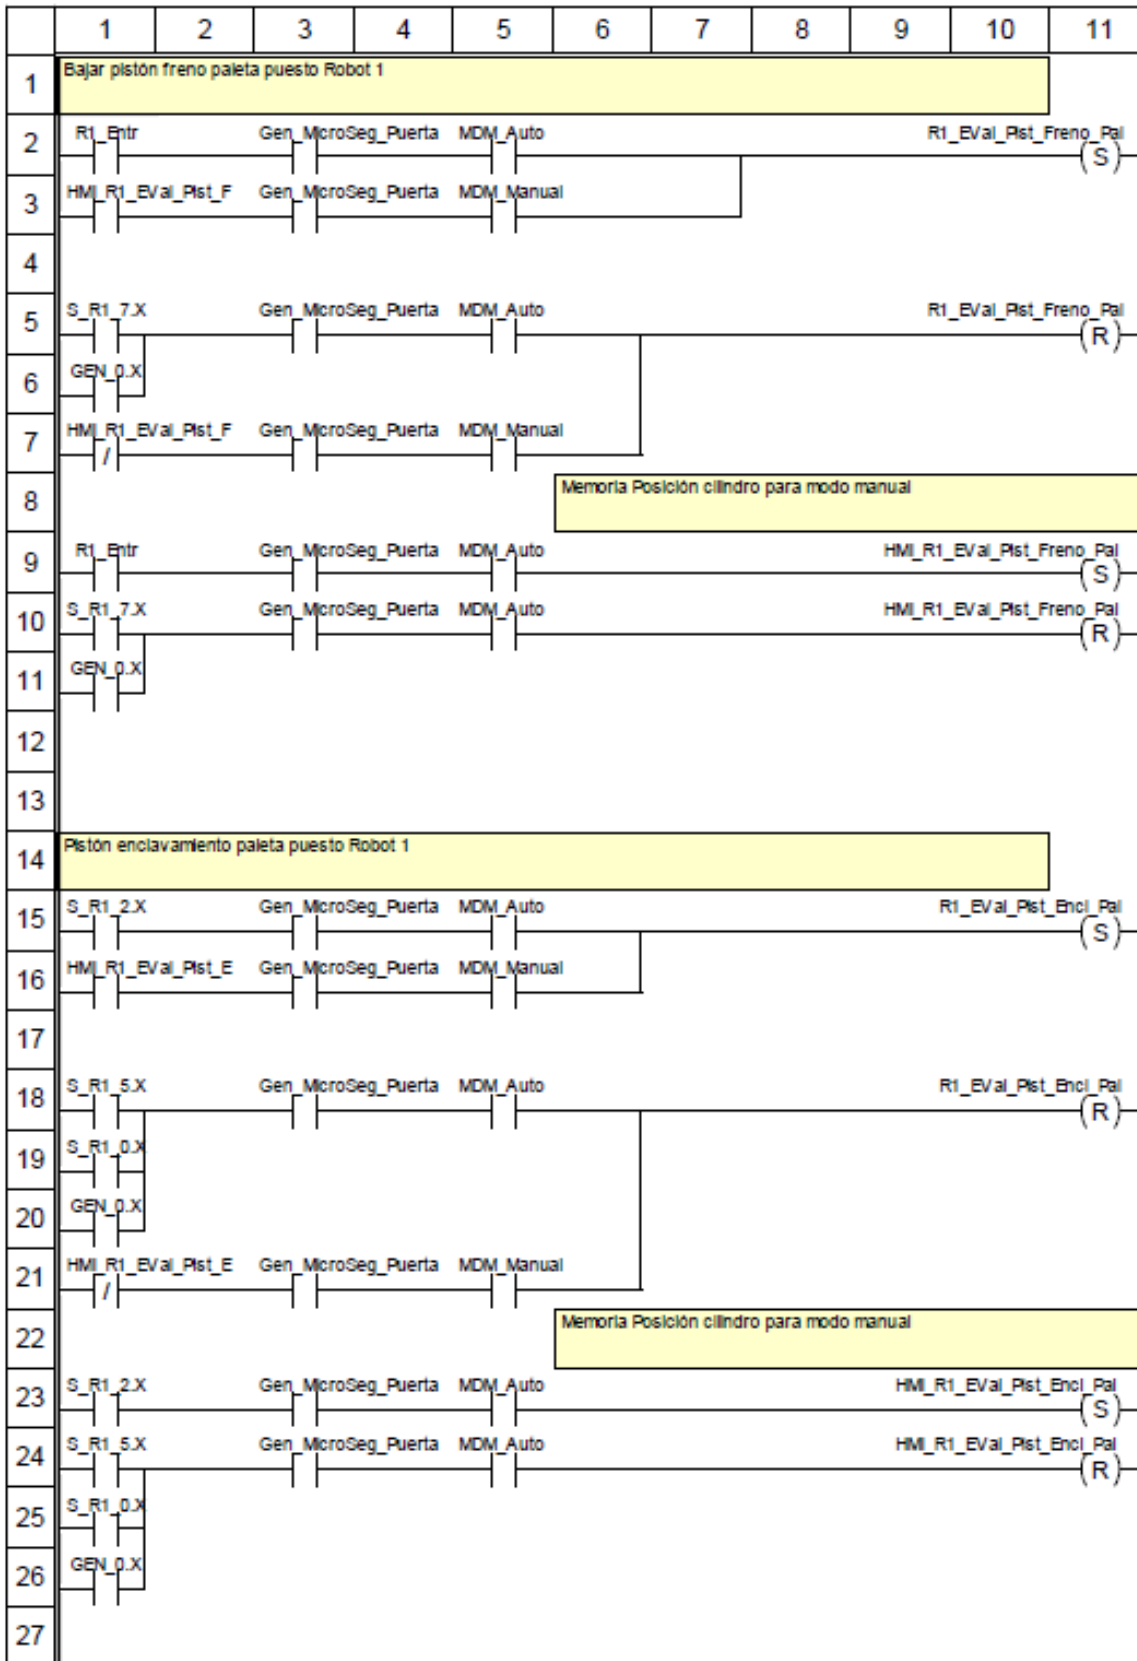 1 2 3 4 5 6 7 8 9 10 11
1 Bajar pistón freno paleta puesto Robot 1
2 R1_Entr Gen_MicroSeg_Puerta MDM_Auto R1_EVal_Pist_Freno_Pal
(S)
3 HMI_R1_EVal_Pist_F Gen_MicroSeg_Puerta MDM_Manual
4
5 S_R1_7.X Gen_MicroSeg_Puerta MDM_Auto R1_EVal_Pist_Freno_Pal
(R)
6 GEN_0.X
7 HMI_R1_EVal_Pist_F Gen_MicroSeg_Puerta MDM_Manual
/
8 Memoria Posición cilindro para modo manual
9 R1_Entr Gen_MicroSeg_Puerta MDM_Auto HMI_R1_EVal_Pist_Freno_Pal
(S)
10 S_R1_7.X Gen_MicroSeg_Puerta MDM_Auto HMI_R1_EVal_Pist_Freno_Pal
(R)
11 GEN_0.X
12
13
14 Pistón enclavamiento paleta puesto Robot 1
15 S_R1_2.X Gen_MicroSeg_Puerta MDM_Auto R1_EVal_Pist_Encl_Pal
(S)
16 HMI_R1_EVal_Pist_E Gen_MicroSeg_Puerta MDM_Manual
17
18 S_R1_5.X Gen_MicroSeg_Puerta MDM_Auto R1_EVal_Pist_Encl_Pal
(R)
19 S_R1_0.X
20 GEN_0.X
21 HMI_R1_EVal_Pist_E Gen_MicroSeg_Puerta MDM_Manual
/
22 Memoria Posición cilindro para modo manual
23 S_R1_2.X Gen_MicroSeg_Puerta MDM_Auto HMI_R1_EVal_Pist_Encl_Pal
(S)
24 S_R1_5.X Gen_MicroSeg_Puerta MDM_Auto HMI_R1_EVal_Pist_Encl_Pal
(R)
25 S_R1_0.X
26 GEN_0.X
27